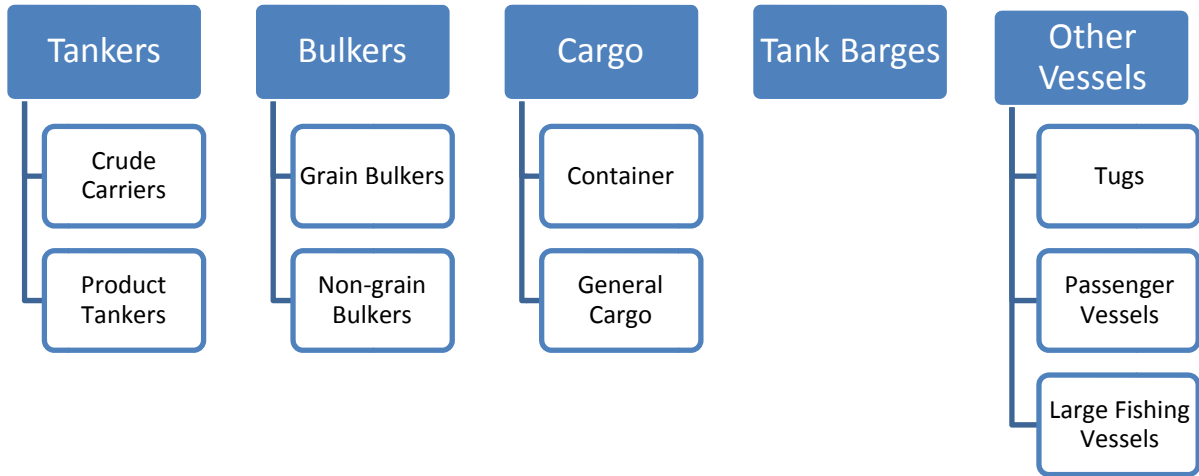 Tankers
Crude
Carriers
Product
Tankers
Bulkers
Grain Bulkers
Non-grain
Bulkers
Cargo
Container
General
Cargo
Tank Barges
Other
Vessels
Tugs
Passenger
Vessels
Large Fishing
Vessels